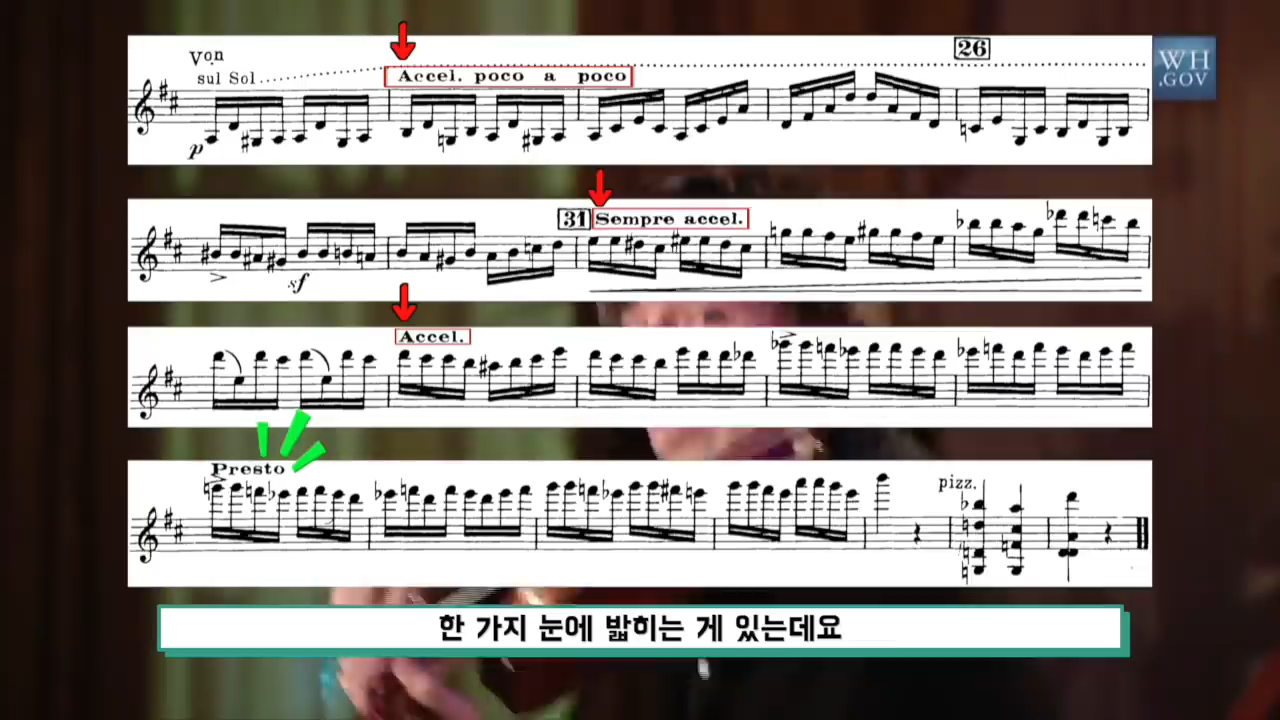 Von
sul Sol
Accel. poco a poco
26
WH
.GOV
p
31
Sempre accel.
sf
Accel.
Presto
pizz.
한 가지 눈에 밟히는 게 있는데요